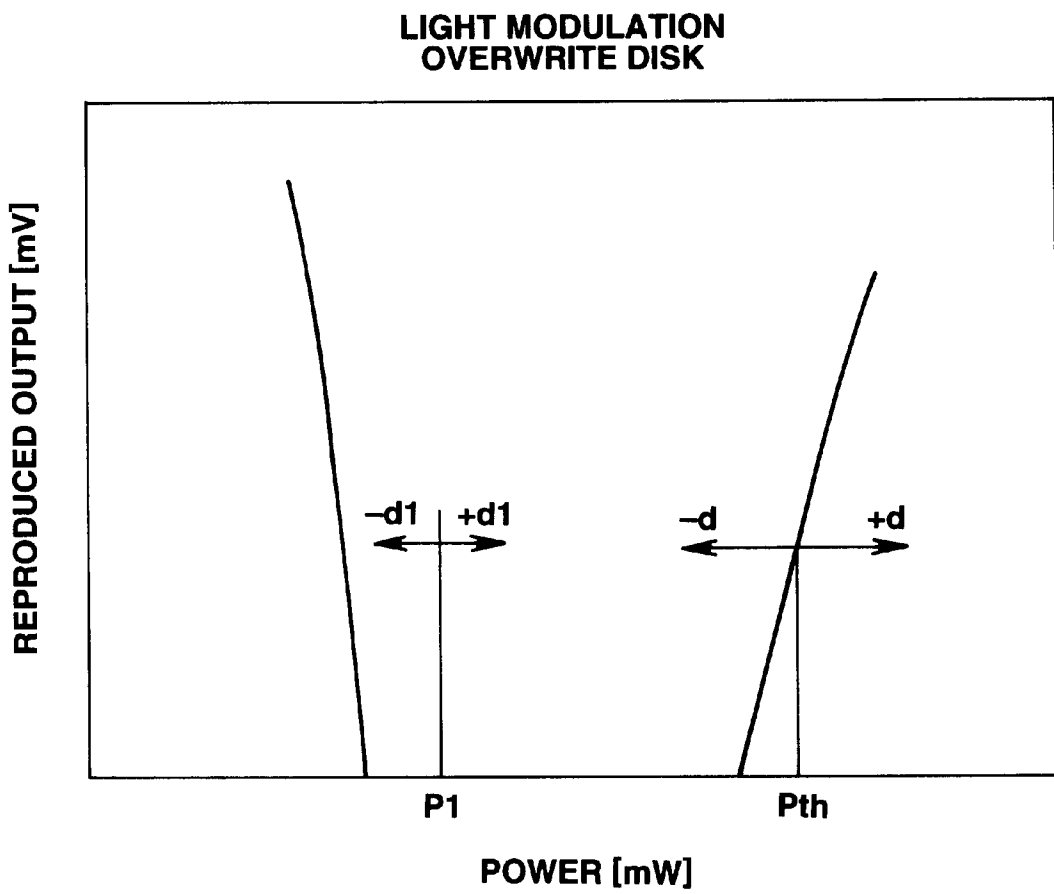 LIGHT MODULATION
OVERWRITE DISK
REPRODUCED OUTPUT [mV]
−d1 +d1
−d +d
P1 Pth
POWER [mW]